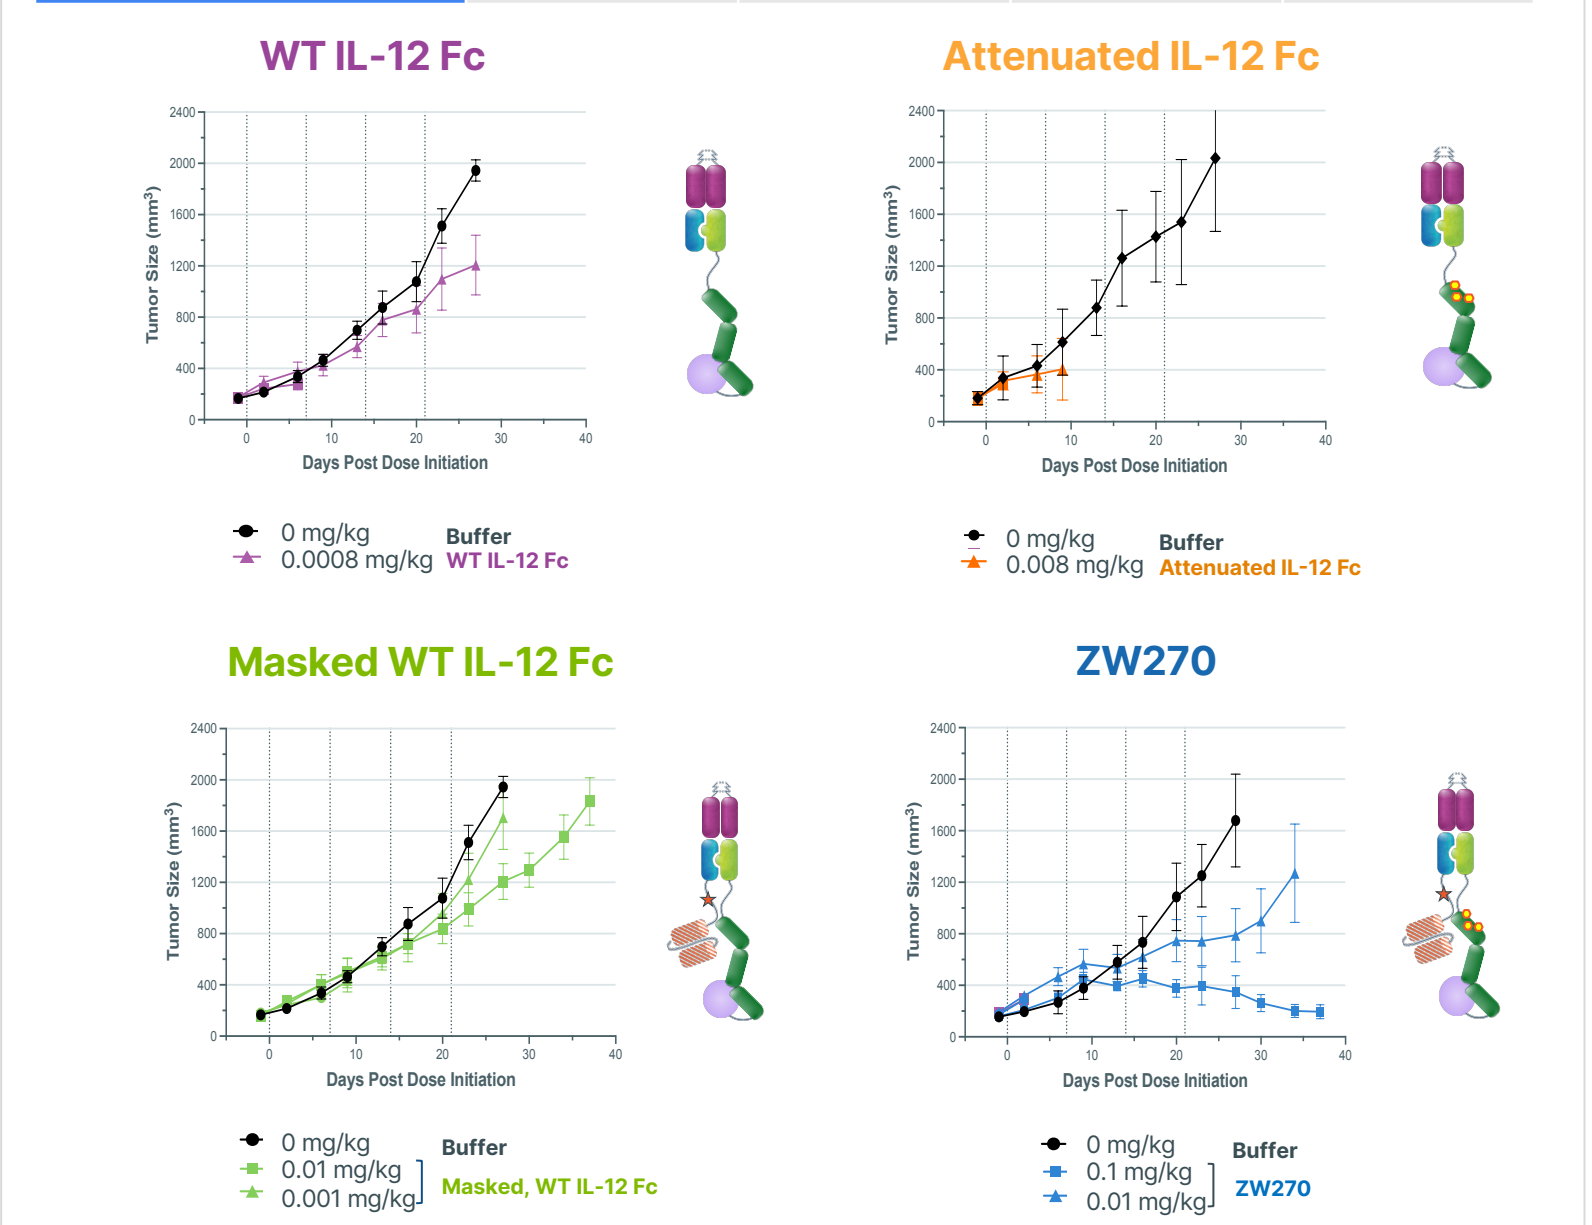 WT IL-12 Fc
Attenuated IL-12 Fc
2400
2000
1600
1200
800
400
0
Tumor Size (mm³)
0 10 20 30 40
Days Post Dose Initiation
2400
2000
1600
1200
800
400
0
Tumor Size (mm³)
0 10 20 30 40
Days Post Dose Initiation
0 mg/kg Buffer
0.0008 mg/kg WT IL-12 Fc
0 mg/kg Buffer
0.008 mg/kg Attenuated IL-12 Fc
Masked WT IL-12 Fc
ZW270
2400
2000
1600
1200
800
400
0
Tumor Size (mm³)
0 10 20 30 40
Days Post Dose Initiation
2400
2000
1600
1200
800
400
0
Tumor Size (mm³)
0 10 20 30 40
Days Post Dose Initiation
0 mg/kg Buffer
0.01 mg/kg
0.001 mg/kg
Masked, WT IL-12 Fc
0 mg/kg Buffer
0.1 mg/kg
0.01 mg/kg
ZW270